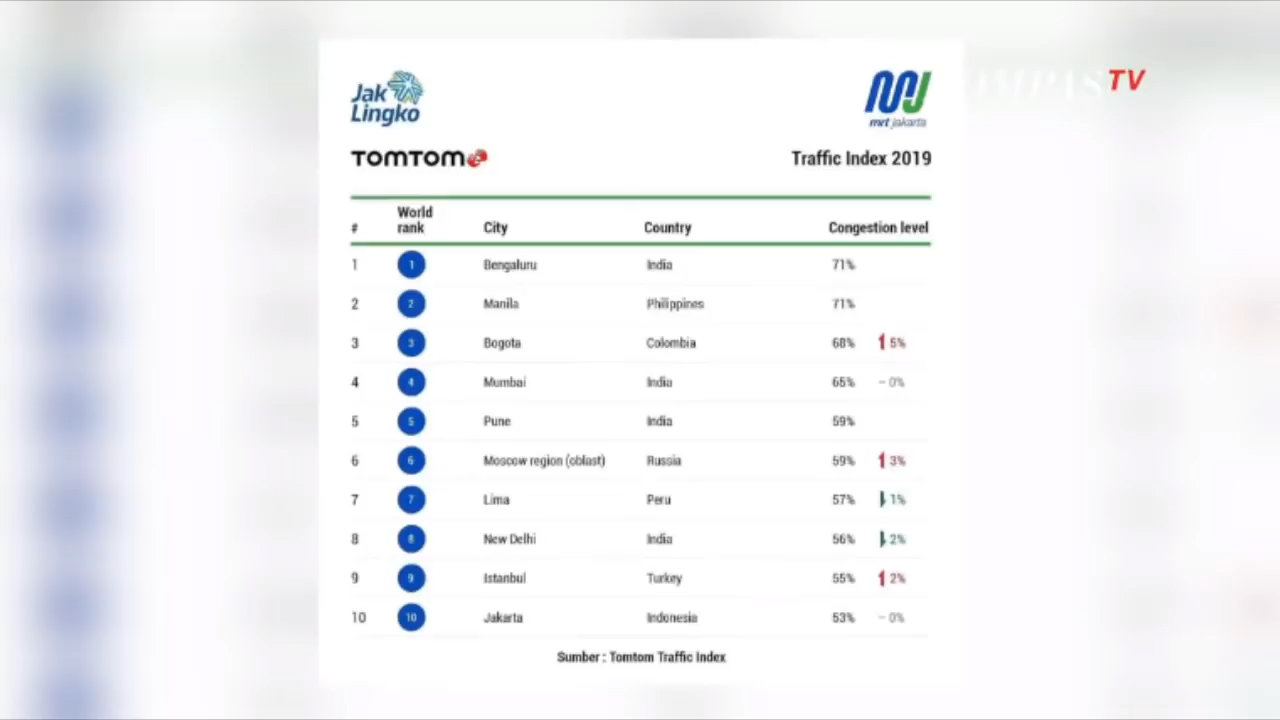 Jak
Lingko
mrt jakarta
TV
TOMTOM
Traffic Index 2019
# World rank City Country Congestion level
1 1 Bengaluru India 71%
2 2 Manila Philippines 71%
3 3 Bogota Colombia 68% 5%
4 4 Mumbai India 65% – 0%
5 5 Pune India 59%
6 6 Moscow region (oblast) Russia 59% 3%
7 7 Lima Peru 57% 1%
8 8 New Delhi India 56% 2%
9 9 Istanbul Turkey 55% 2%
10 10 Jakarta Indonesia 53% – 0%
Sumber : Tomtom Traffic Index